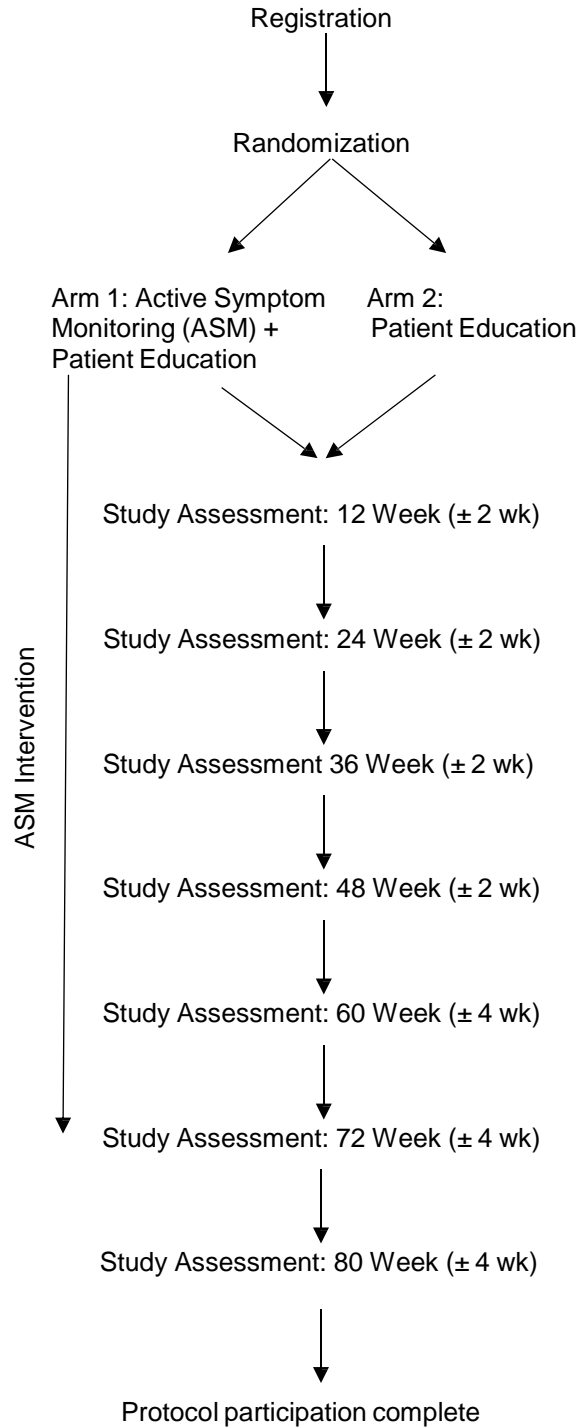 Registration
Randomization
Arm 1: Active Symptom
Monitoring (ASM) +
Patient Education
Arm 2:
Patient Education
ASM Intervention
Study Assessment: 12 Week (± 2 wk)
Study Assessment: 24 Week (± 2 wk)
Study Assessment 36 Week (± 2 wk)
Study Assessment: 48 Week (± 2 wk)
Study Assessment: 60 Week (± 4 wk)
Study Assessment: 72 Week (± 4 wk)
Study Assessment: 80 Week (± 4 wk)
Protocol participation complete